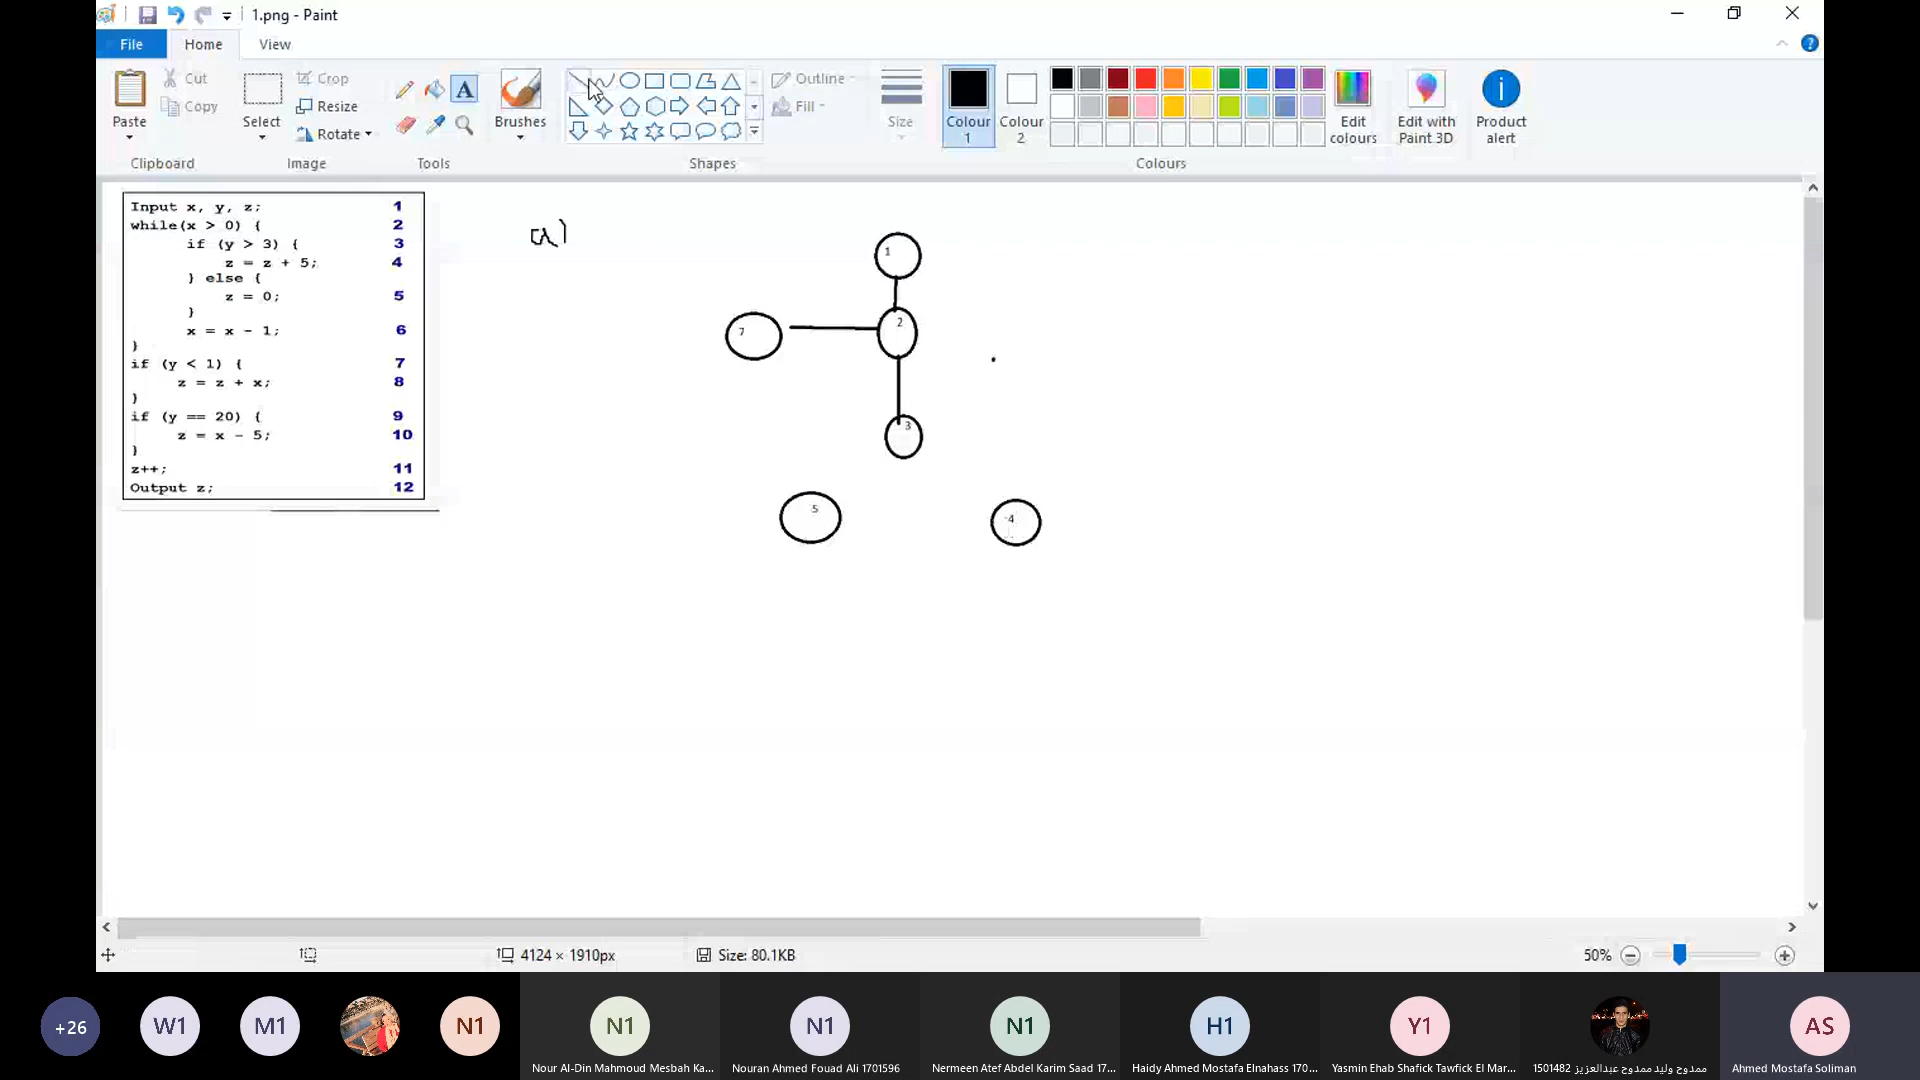 1.png - Paint
File Home View
Paste
Cut
Copy
Clipboard
Select
Crop
Resize
Rotate
Image
A
Tools
Brushes
Shapes
Outline
Fill
Size
Colour 1
Colour 2
Edit colours
Colours
Edit with Paint 3D
Product alert
Input x, y, z; 1
while(x > 0) { 2
if (y > 3) { 3
z = z + 5; 4
} else {
z = 0; 5
}
x = x - 1; 6
}
if (y < 1) { 7
z = z + x; 8
}
if (y == 20) { 9
z = x - 5; 10
}
z++; 11
Output z; 12
a)
1
7
2
3
5
4
4124 × 1910px
Size: 80.1KB
50%
+26
W1
M1
N1
N1
Nour Al-Din Mahmoud Mesbah Ka...
N1
Nouran Ahmed Fouad Ali 1701596
N1
Nermeen Atef Abdel Karim Saad 17...
H1
Haidy Ahmed Mostafa Elnahass 170...
Y1
Yasmin Ehab Shafick Tawfick El Mar...
ممدوح وليد ممدوح عبدالعزيز 1501482
AS
Ahmed Mostafa Soliman